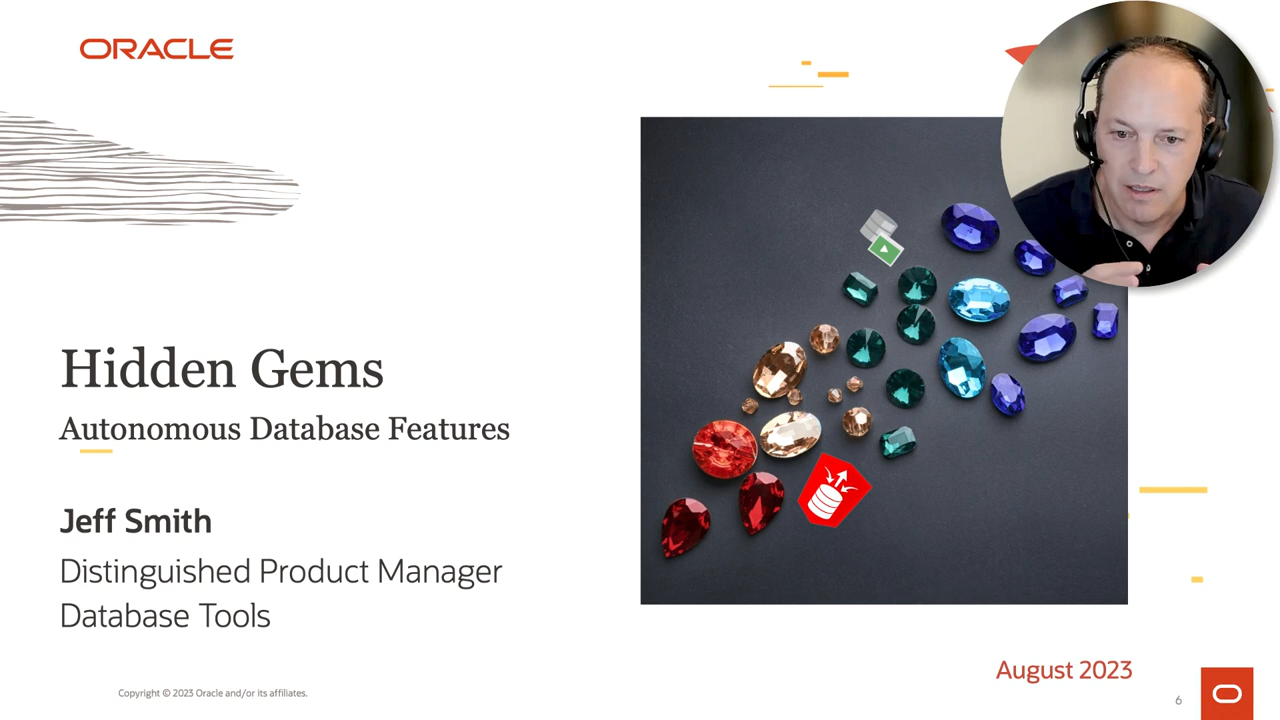 ORACLE
Hidden Gems
Autonomous Database Features
Jeff Smith
Distinguished Product Manager
Database Tools
August 2023
Copyright © 2023 Oracle and/or its affiliates.
6